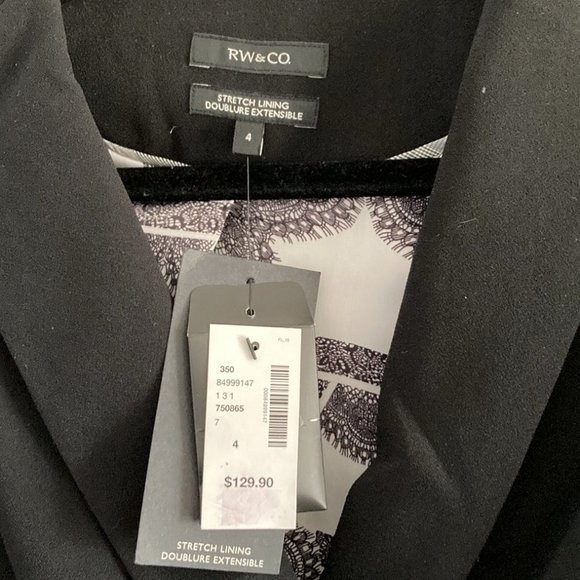 RW&CO.
STRETCH LINING
DOUBLURE EXTENSIBLE
4
350
84999147
1 3 1
750865
7
4
$129.90
STRETCH LINING
DOUBLURE EXTENSIBLE